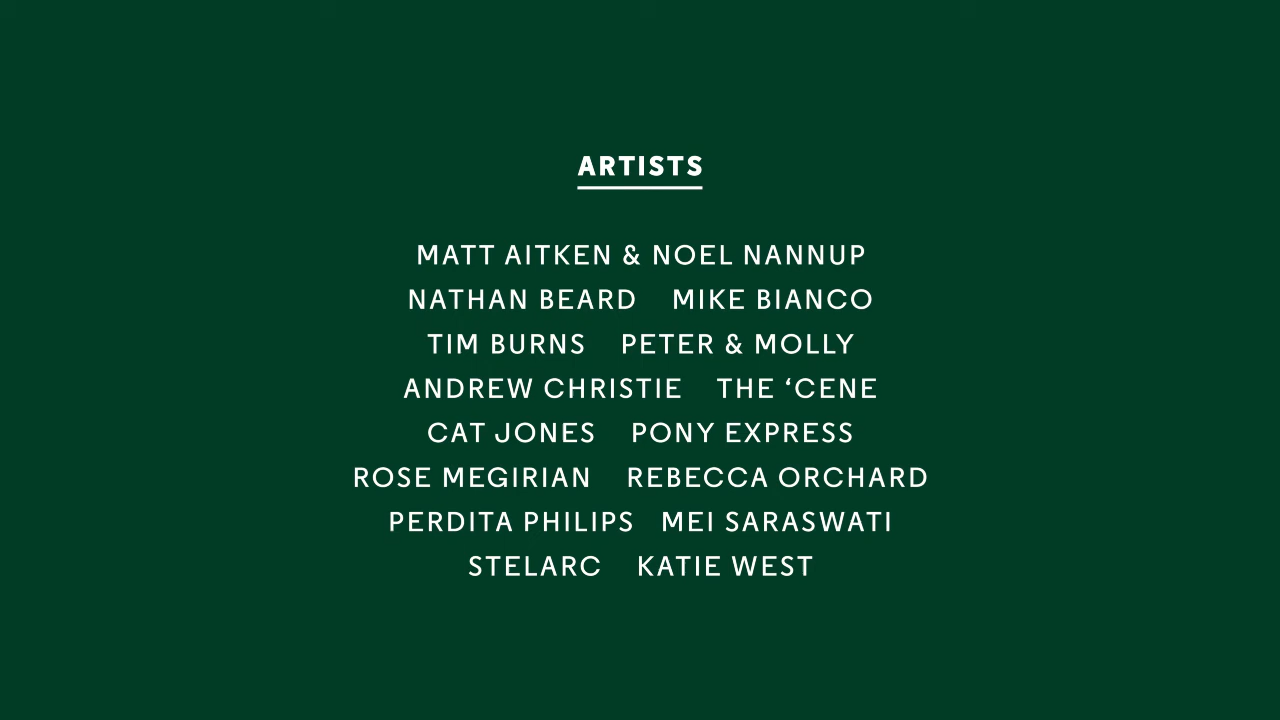 ARTISTS
MATT AITKEN & NOEL NANNUP
NATHAN BEARD MIKE BIANCO
TIM BURNS PETER & MOLLY
ANDREW CHRISTIE THE ‘CENE
CAT JONES PONY EXPRESS
ROSE MEGIRIAN REBECCA ORCHARD
PERDITA PHILIPS MEI SARASWATI
STELARC KATIE WEST